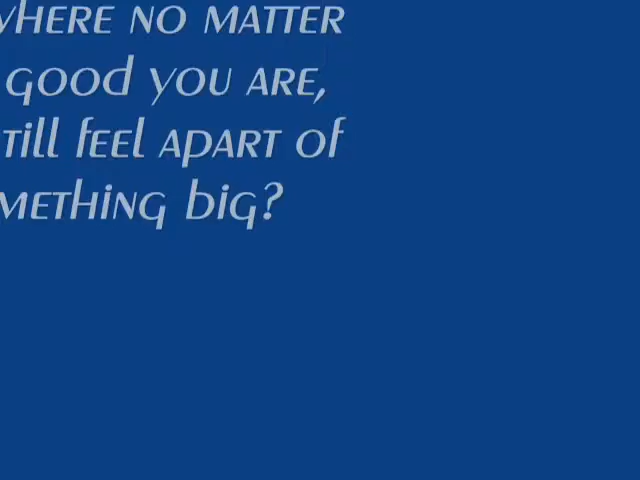 where no matter
good you are,
till feel apart of
mething big?